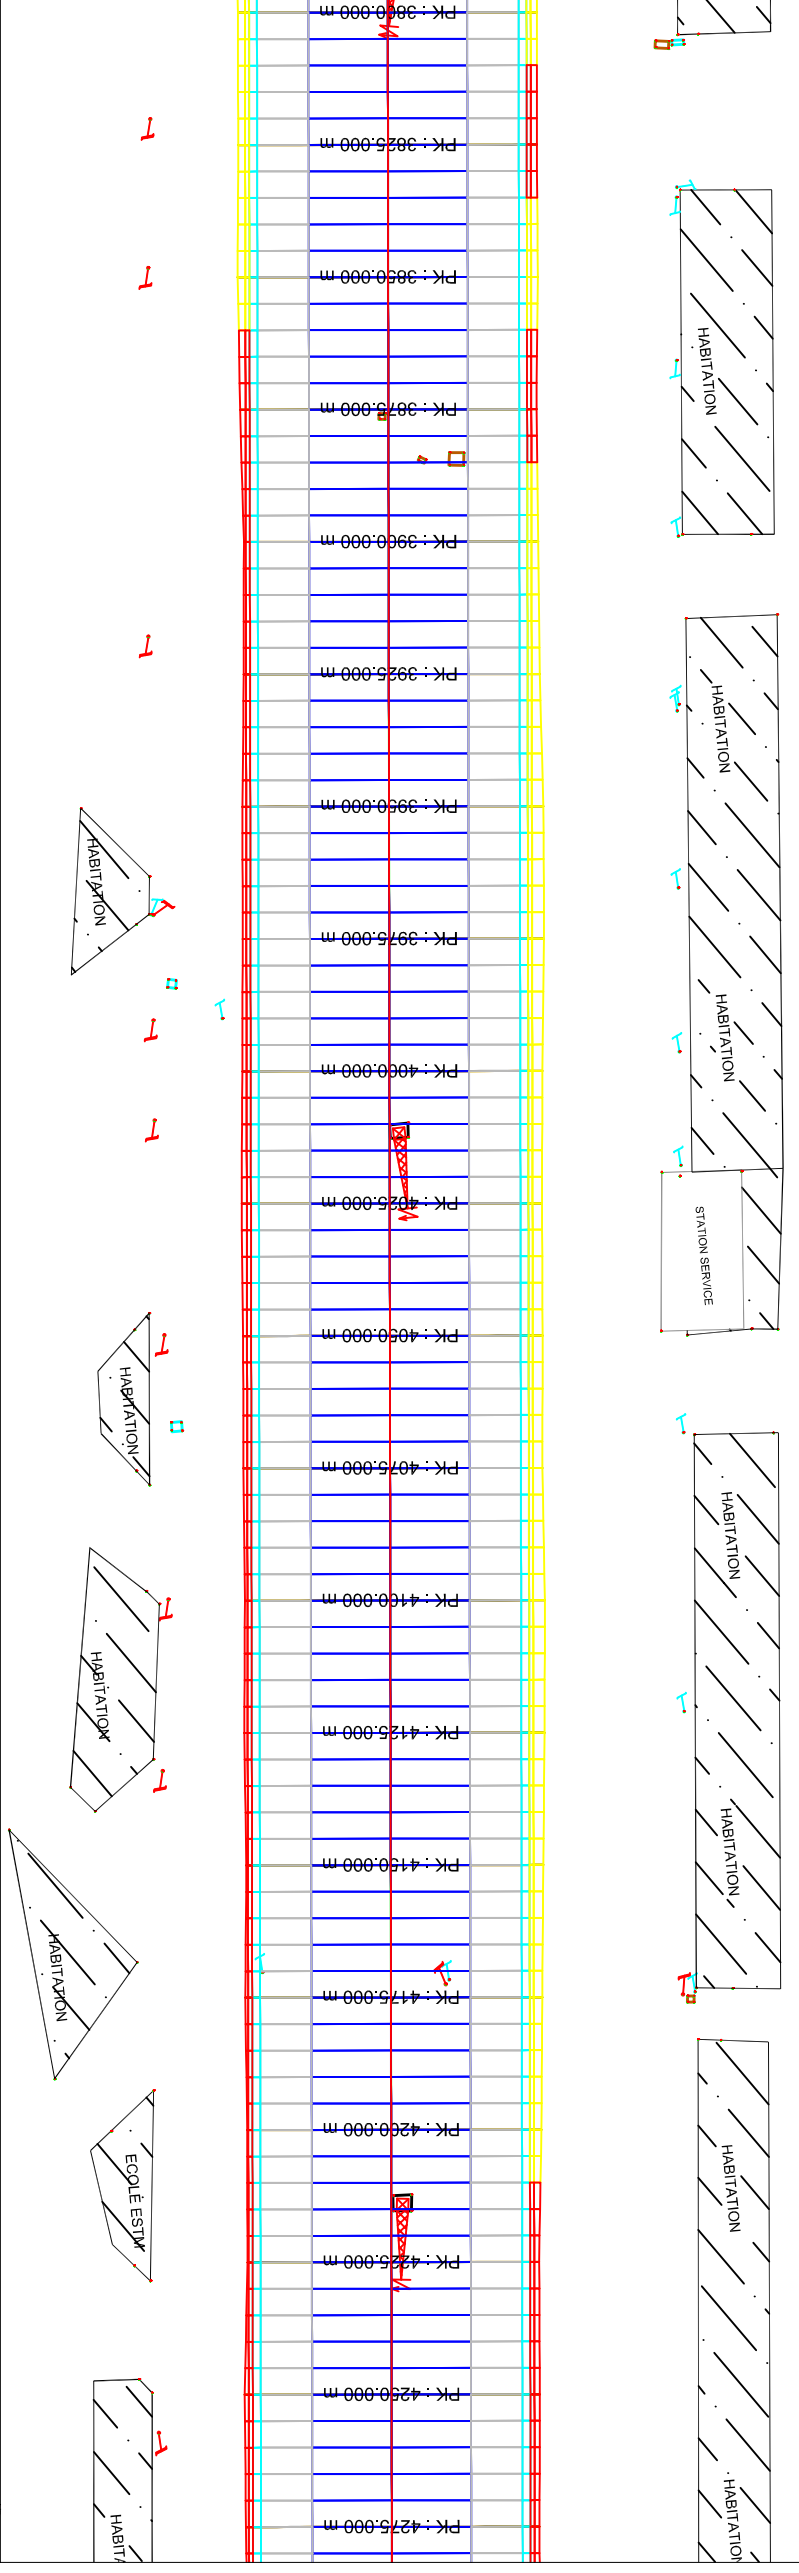 PK : 3800.000 m
PK : 3825.000 m
PK : 3850.000 m
HABITATION
PK : 3875.000 m
PK : 3900.000 m
PK : 3925.000 m
HABITATION
PK : 3950.000 m
HABITATION
PK : 3975.000 m
HABITATION
PK : 4000.000 m
PK : 4025.000 m
STATION SERVICE
PK : 4050.000 m
HABITATION
PK : 4075.000 m
HABITATION
PK : 4100.000 m
HABITATION
PK : 4125.000 m
HABITATION
PK : 4150.000 m
HABITATION
PK : 4175.000 m
PK : 4200.000 m
ECOLE ESTM
HABITATION
PK : 4225.000 m
PK : 4250.000 m
HABITATION
PK : 4275.000 m
HABITA